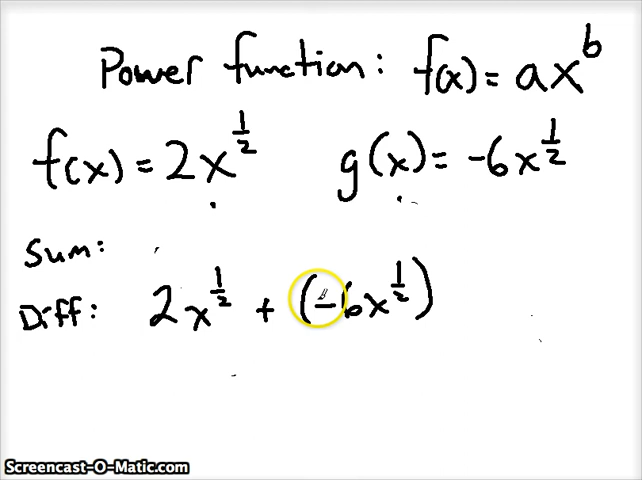 Power function: f(x) = ax^b
f(x) = 2x^{1/2} g(x) = -6x^{1/2}
Sum:
Diff: 2x^{1/2} + (-6x^{1/2})
Screencast-O-Matic.com